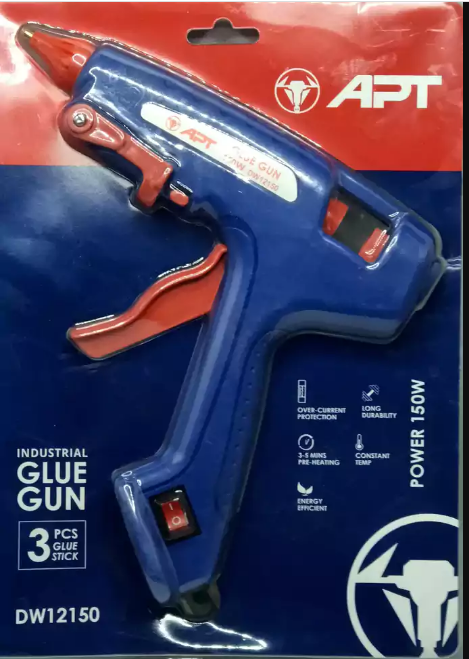 APT
APT
GLUE GUN
DW12150
OVER-CURRENT
PROTECTION
LONG
DURABILITY
3-5 MINS
PRE-HEATING
CONSTANT
TEMP
ENERGY
EFFICIENT
POWER 150W
INDUSTRIAL
GLUE
GUN
3 PCS
GLUE
STICK
DW12150